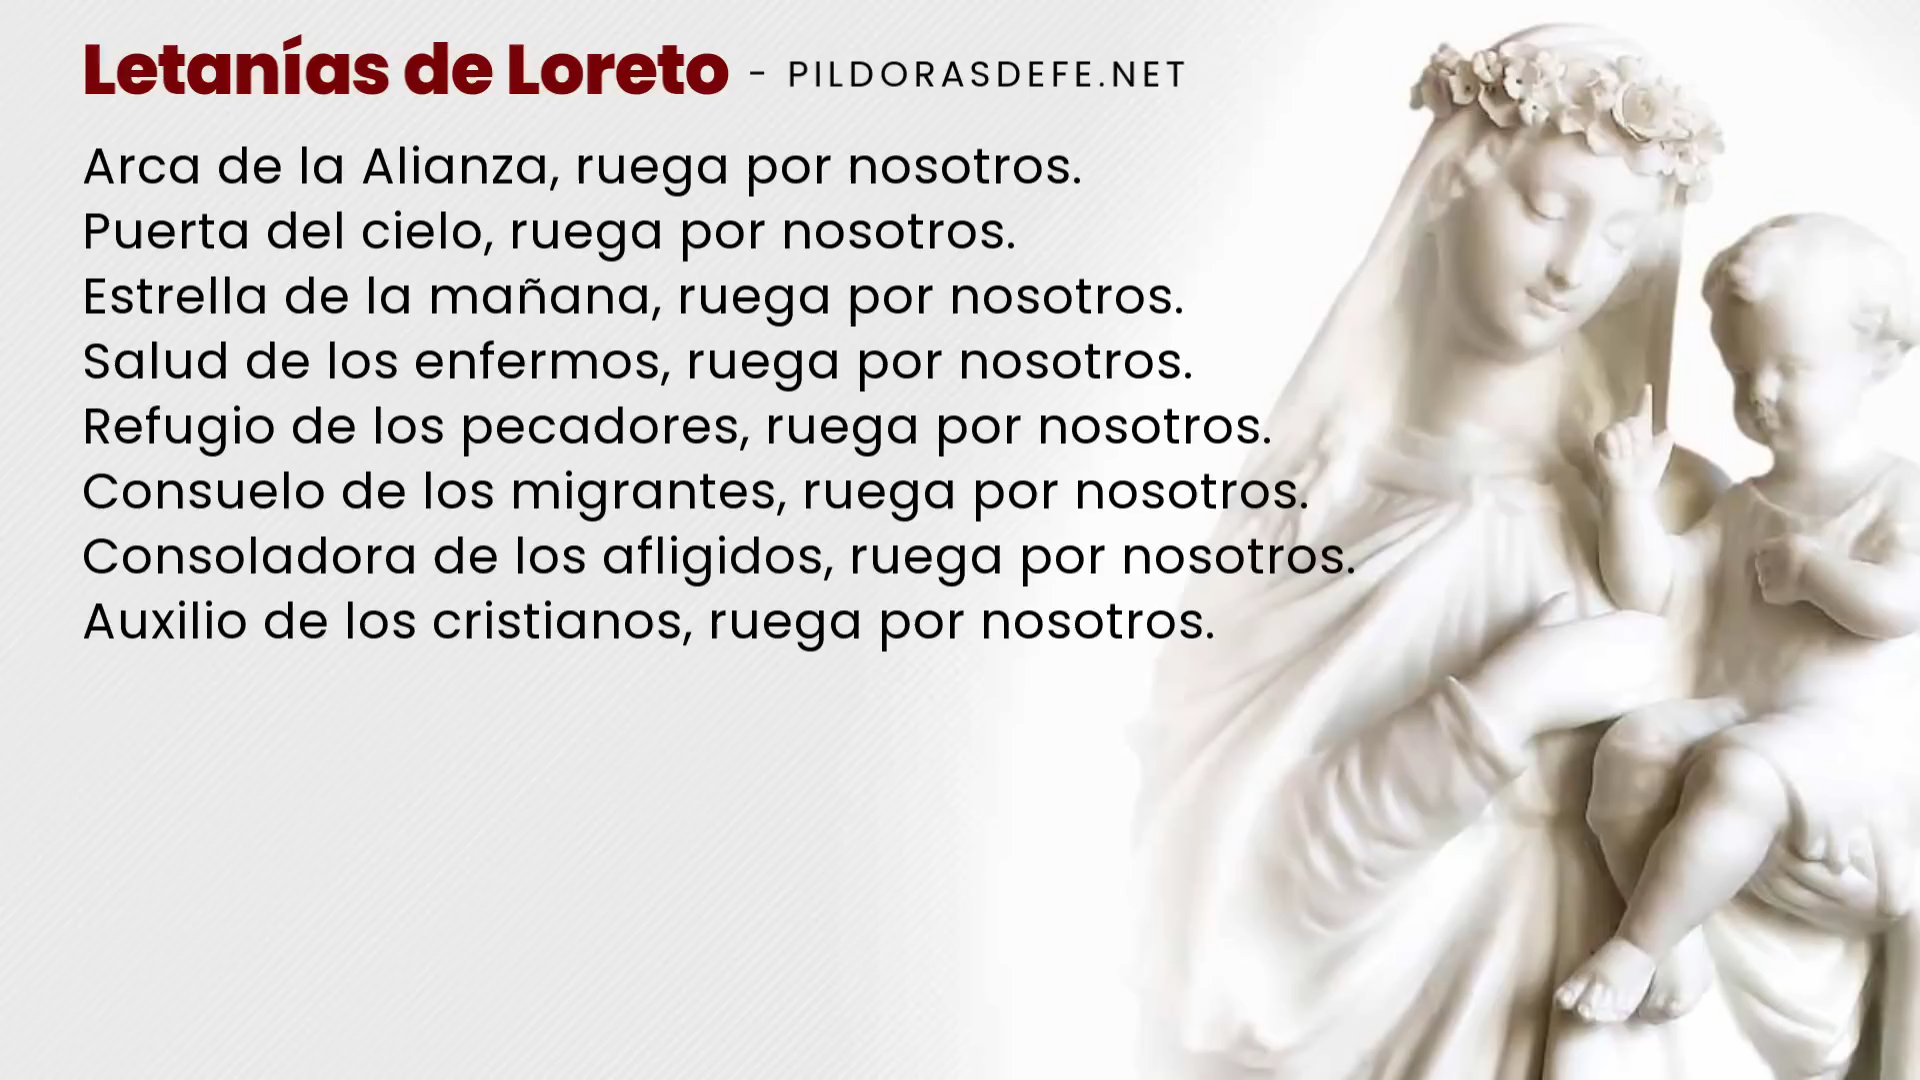 Letanías de Loreto - PILDORASDEFE.NET
Arca de la Alianza, ruega por nosotros.
Puerta del cielo, ruega por nosotros.
Estrella de la mañana, ruega por nosotros.
Salud de los enfermos, ruega por nosotros.
Refugio de los pecadores, ruega por nosotros.
Consuelo de los migrantes, ruega por nosotros.
Consoladora de los afligidos, ruega por nosotros.
Auxilio de los cristianos, ruega por nosotros.